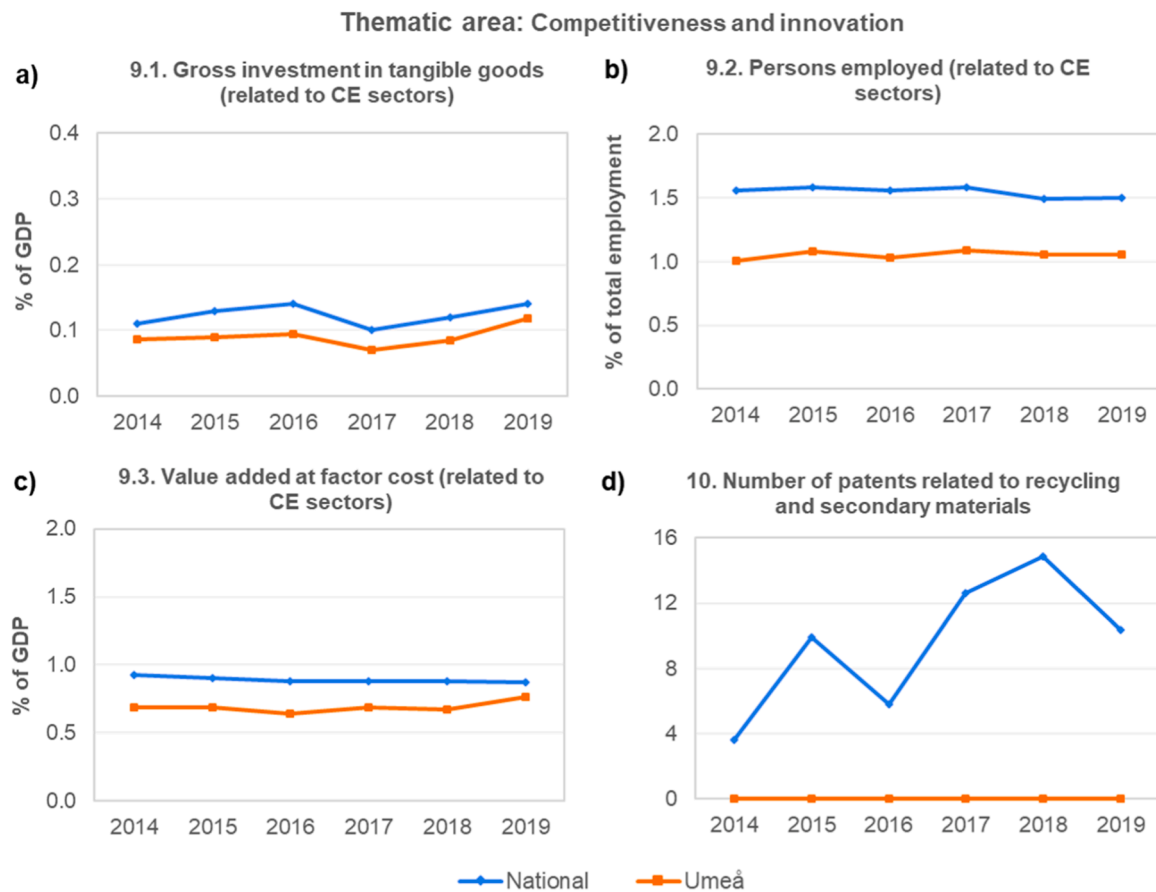 Thematic area: Competitiveness and innovation
a)
9.1. Gross investment in tangible goods
(related to CE sectors)
% of GDP
0.4
0.3
0.2
0.1
0.0
2014 2015 2016 2017 2018 2019
b)
9.2. Persons employed (related to CE
sectors)
% of total employment
2.0
1.5
1.0
0.5
0.0
2014 2015 2016 2017 2018 2019
c)
9.3. Value added at factor cost (related to
CE sectors)
% of GDP
2.0
1.5
1.0
0.5
0.0
2014 2015 2016 2017 2018 2019
d)
10. Number of patents related to recycling
and secondary materials
16
12
8
4
0
2014 2015 2016 2017 2018 2019
National Umeå